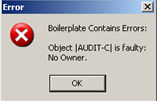 Error
Boilerplate Contains Errors:
Object |AUDIT-C| is faulty:
No Owner.
OK